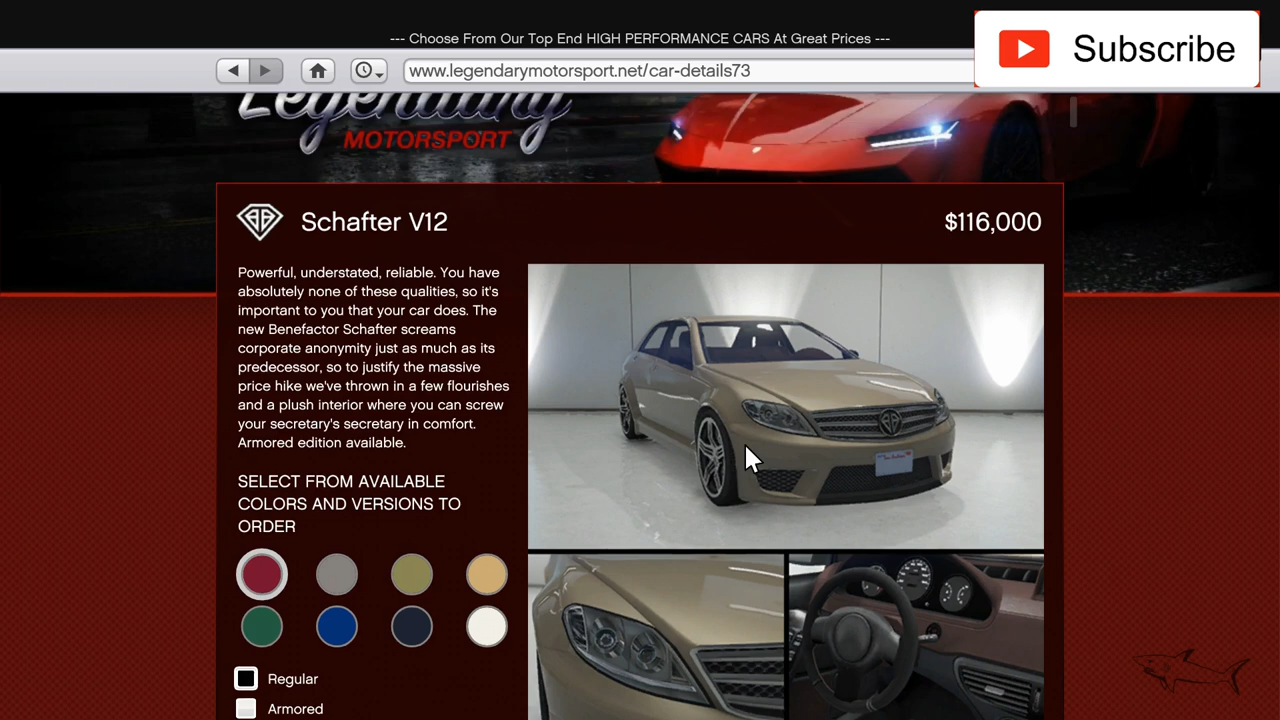 --- Choose From Our Top End HIGH PERFORMANCE CARS At Great Prices ---
Subscribe
www.legendarymotorsport.net/car-details73
Legendary
MOTORSPORT
Schafter V12
$116,000
Powerful, understated, reliable. You have
absolutely none of these qualities, so it's
important to you that your car does. The
new Benefactor Schafter screams
corporate anonymity just as much as its
predecessor, so to justify the massive
price hike we've thrown in a few flourishes
and a plush interior where you can screw
your secretary's secretary in comfort.
Armored edition available.
SELECT FROM AVAILABLE
COLORS AND VERSIONS TO
ORDER
Regular
Armored